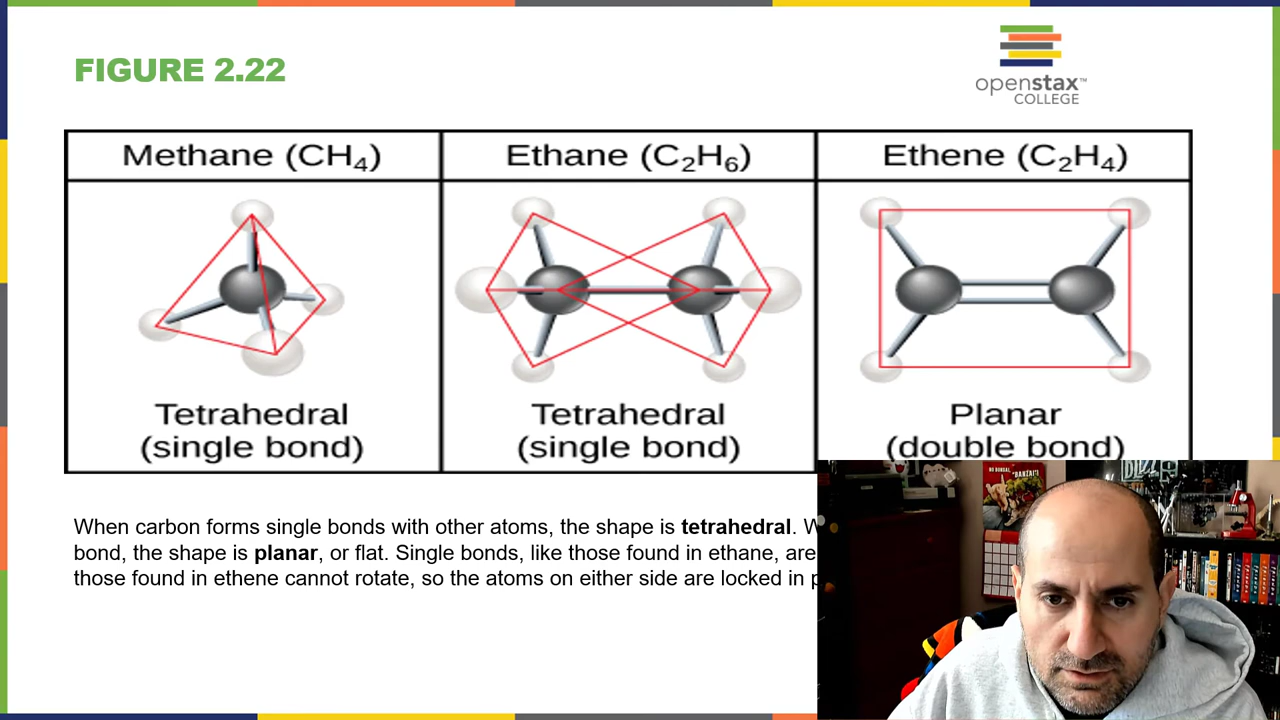 FIGURE 2.22
openstax™
COLLEGE
Methane (CH₄)
Ethane (C₂H₆)
Ethene (C₂H₄)
Tetrahedral
(single bond)
Tetrahedral
(single bond)
Planar
(double bond)
When carbon forms single bonds with other atoms, the shape is tetrahedral. W
bond, the shape is planar, or flat. Single bonds, like those found in ethane, are
those found in ethene cannot rotate, so the atoms on either side are locked in p